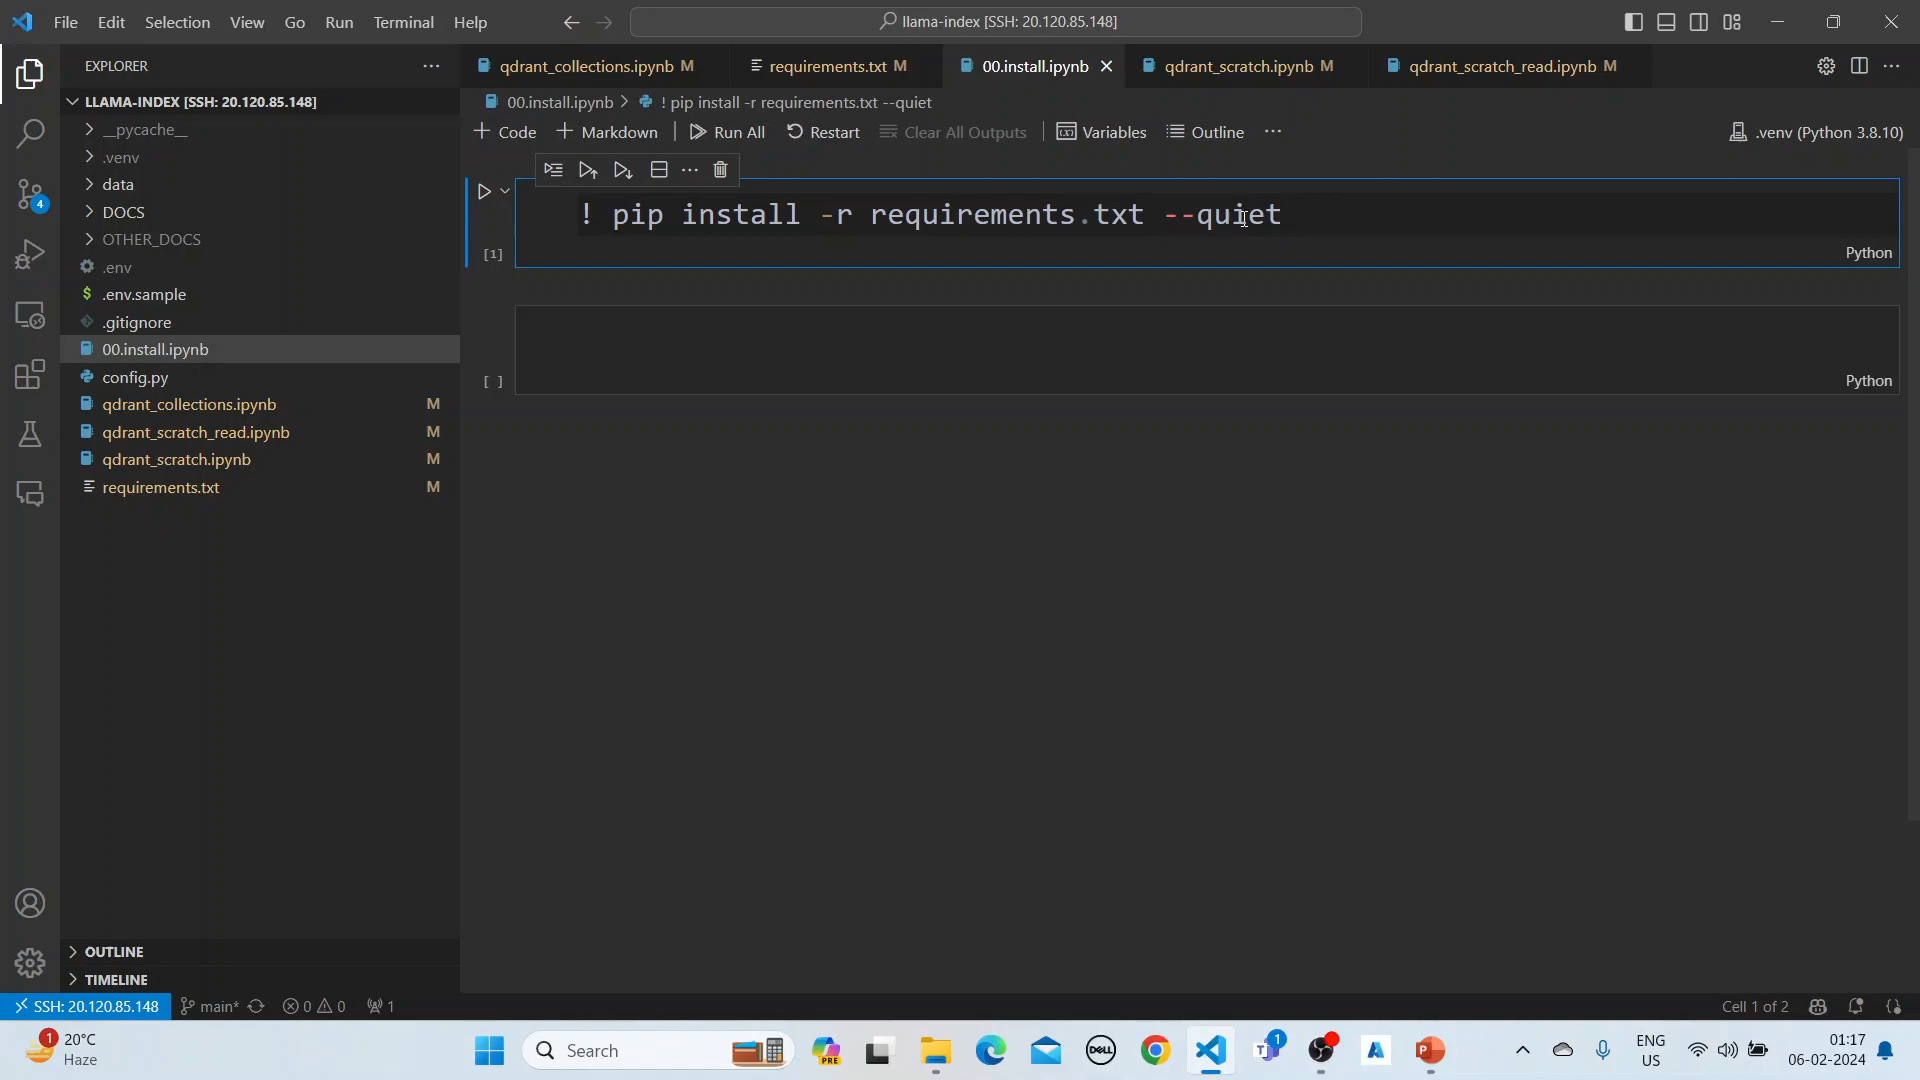 File Edit Selection View Go Run Terminal Help
llama-index [SSH: 20.120.85.148]
EXPLORER
qdrant_collections.ipynb M
requirements.txt M
00.install.ipynb
qdrant_scratch.ipynb M
qdrant_scratch_read.ipynb M
LLAMA-INDEX [SSH: 20.120.85.148]
00.install.ipynb > ! pip install -r requirements.txt --quiet
Code Markdown Run All Restart Clear All Outputs Variables Outline
.venv (Python 3.8.10)
__pycache__
.venv
data
DOCS
OTHER_DOCS
.env
$ .env.sample
.gitignore
00.install.ipynb
config.py
qdrant_collections.ipynb M
qdrant_scratch_read.ipynb M
qdrant_scratch.ipynb M
requirements.txt M
4
! pip install -r requirements.txt --quiet
[1]
Python
[ ]
Python
OUTLINE
TIMELINE
SSH: 20.120.85.148 main* 0 0 1
Cell 1 of 2
1
20°C
Haze
Search
PRE
DELL
1
ENG
US
01:17
06-02-2024